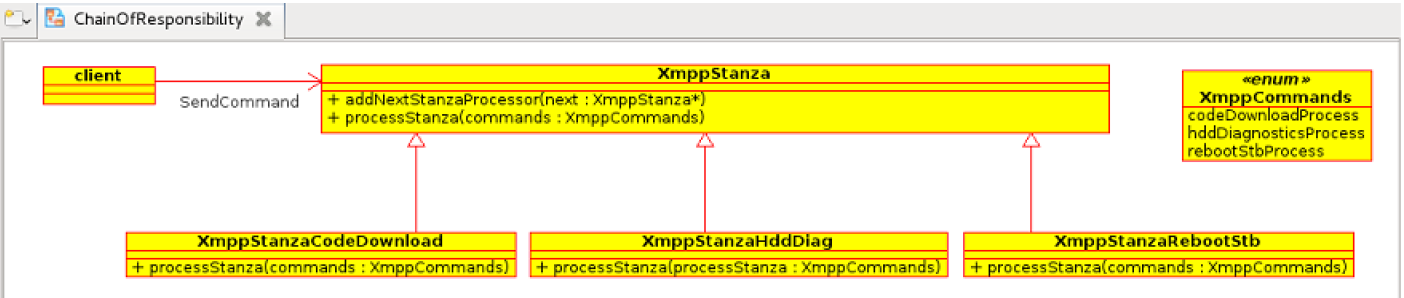 ChainOfResponsibility
client
SendCommand
XmppStanza
+ addNextStanzaProcessor(next : XmppStanza*)
+ processStanza(commands : XmppCommands)
«enum»
XmppCommands
codeDownloadProcess
hddDiagnosticsProcess
rebootStbProcess
XmppStanzaCodeDownload
+ processStanza(commands : XmppCommands)
XmppStanzaHddDiag
+ processStanza(processStanza : XmppCommands)
XmppStanzaRebootStb
+ processStanza(commands : XmppCommands)